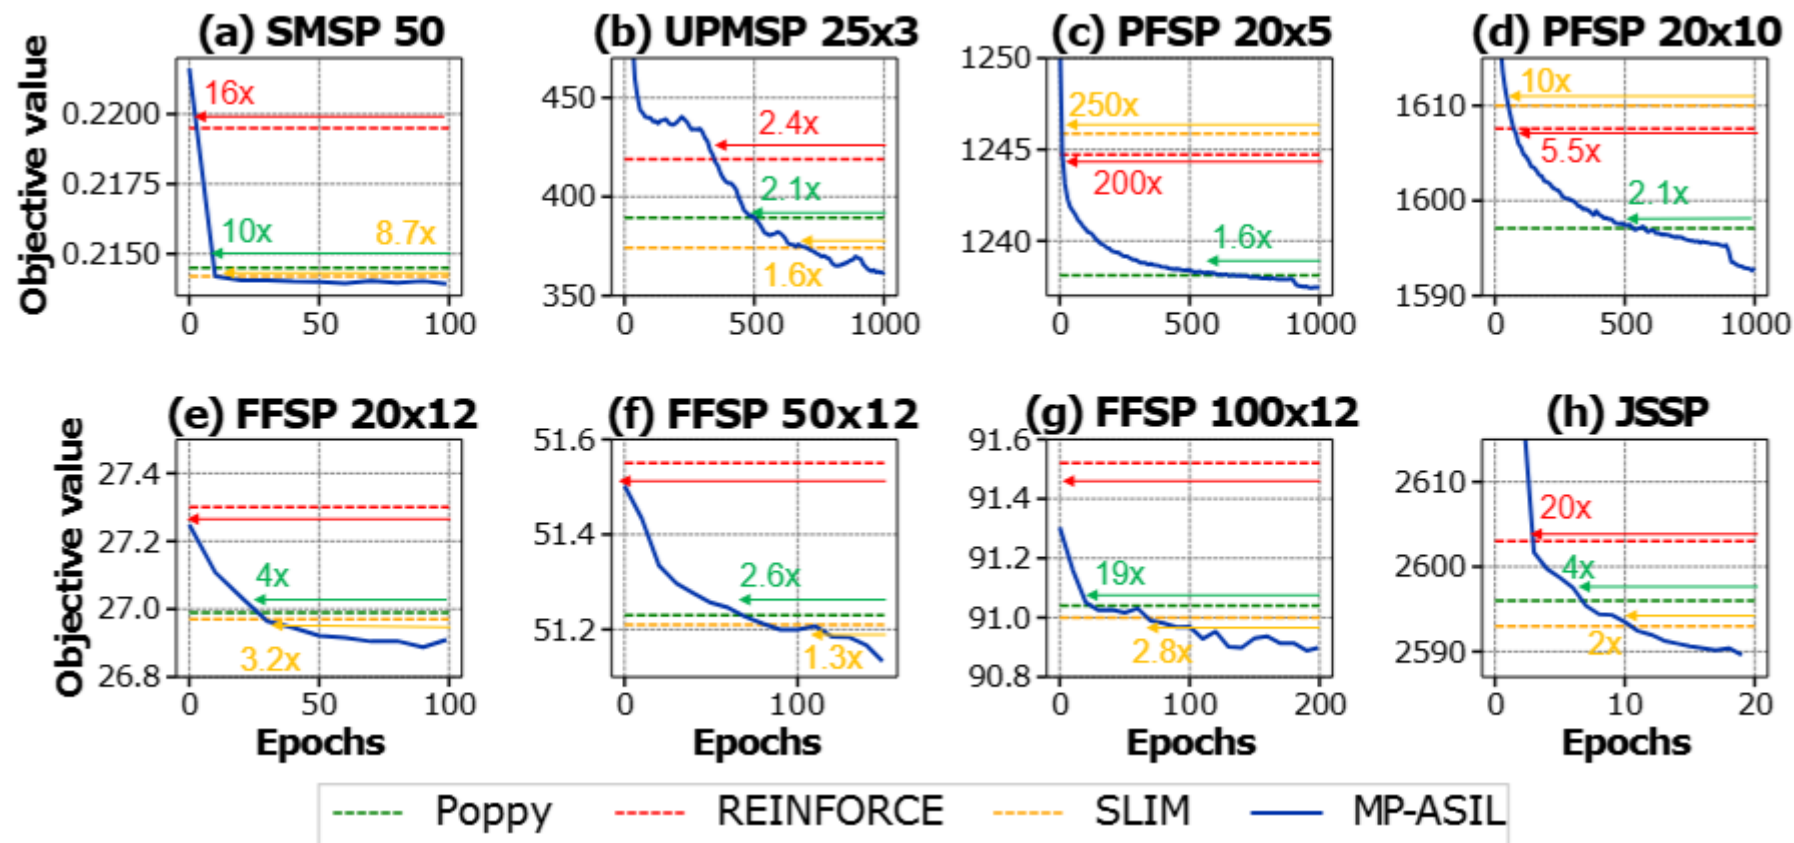 (a) SMSP 50
(b) UPMSP 25x3
(c) PFSP 20x5
(d) PFSP 20x10
Objective value
0.2200
0.2175
0.2150
16x
10x
8.7x
0 50 100
450
400
350
2.4x
2.1x
1.6x
0 500 1000
1250
1245
1240
250x
200x
1.6x
0 500 1000
1610
1600
1590
10x
5.5x
2.1x
0 500 1000
(e) FFSP 20x12
(f) FFSP 50x12
(g) FFSP 100x12
(h) JSSP
Objective value
27.4
27.2
27.0
26.8
4x
3.2x
0 50 100
Epochs
51.6
51.4
51.2
2.6x
1.3x
0 100
Epochs
91.6
91.4
91.2
91.0
90.8
19x
2.8x
0 100 200
Epochs
2610
2600
2590
20x
4x
2x
0 10 20
Epochs
Poppy REINFORCE SLIM MP-ASIL